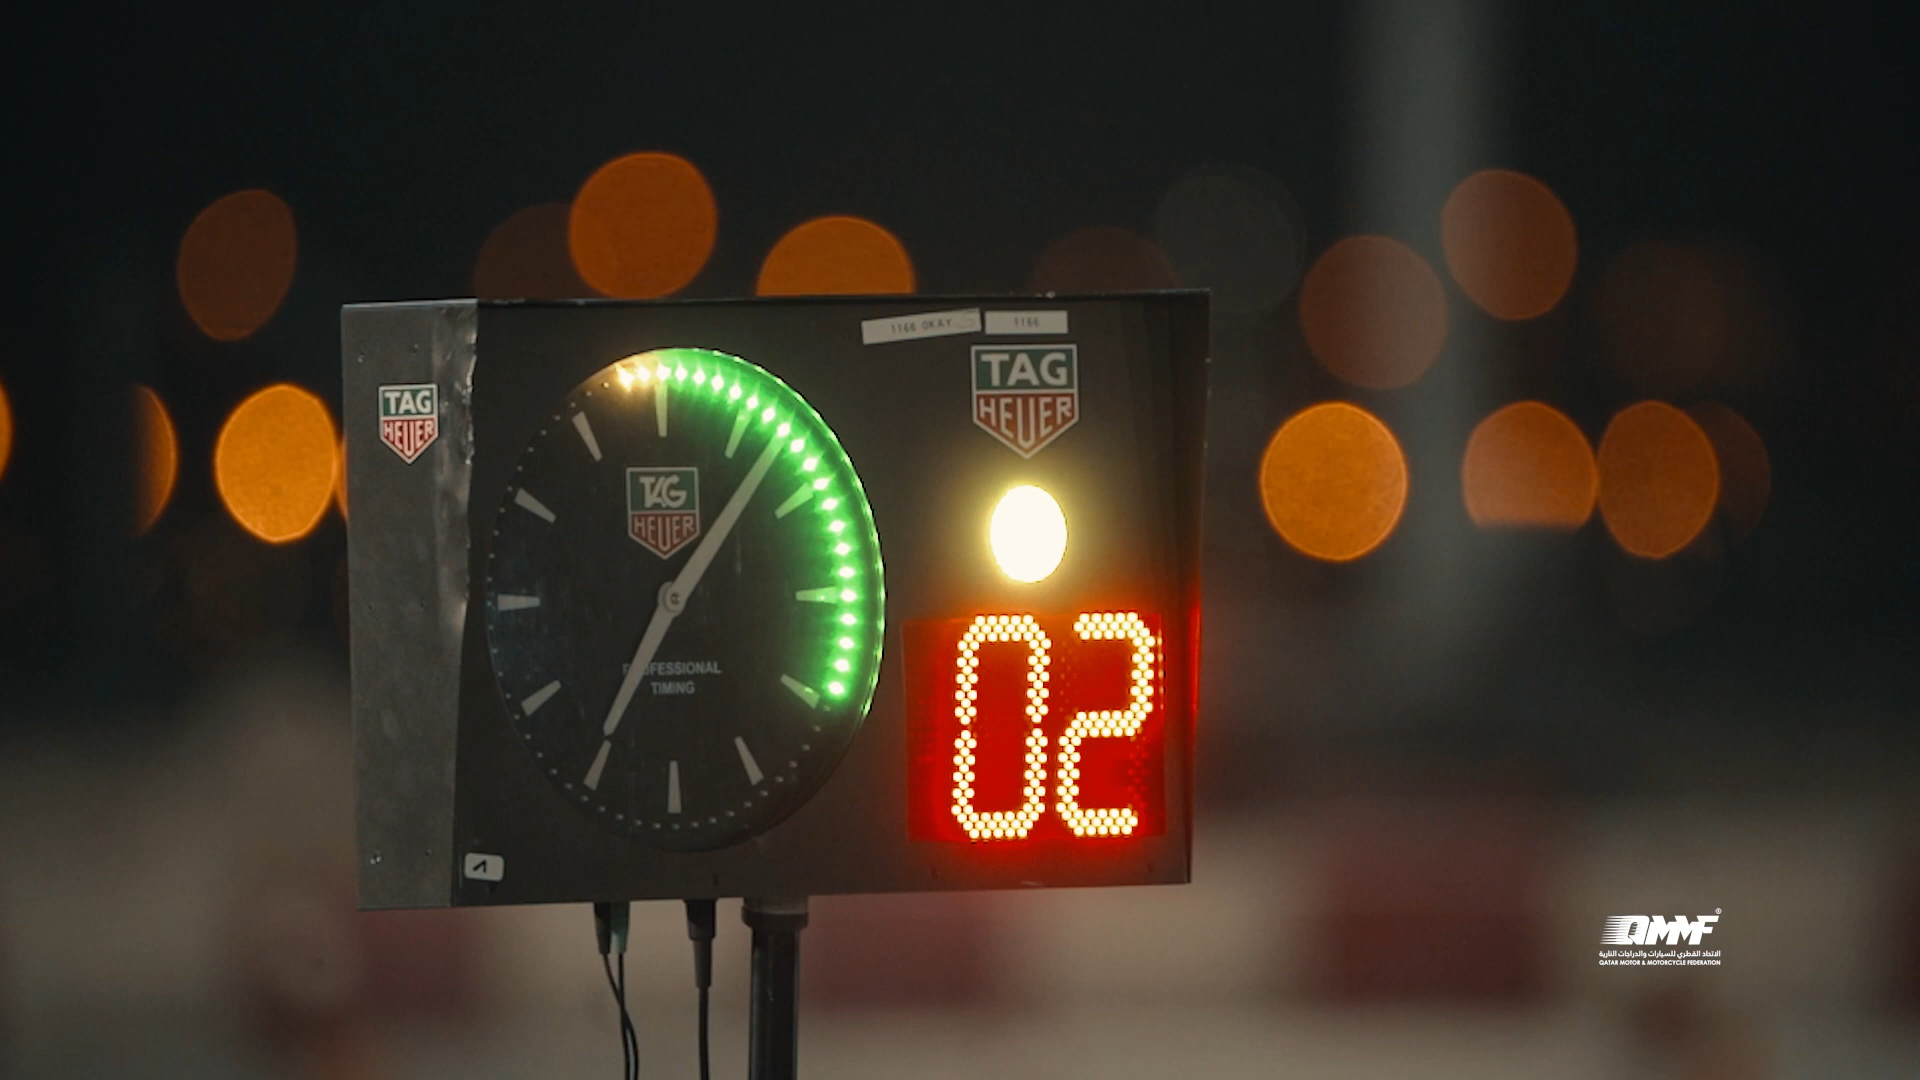 1166 OKAY
1166
TAG
HEUER
TAG
HEUER
TAG
HEUER
PROFESSIONAL
TIMING
02
1
QMMF
الاتحاد القطري للسيارات والدراجات النارية
QATAR MOTOR & MOTORCYCLE FEDERATION